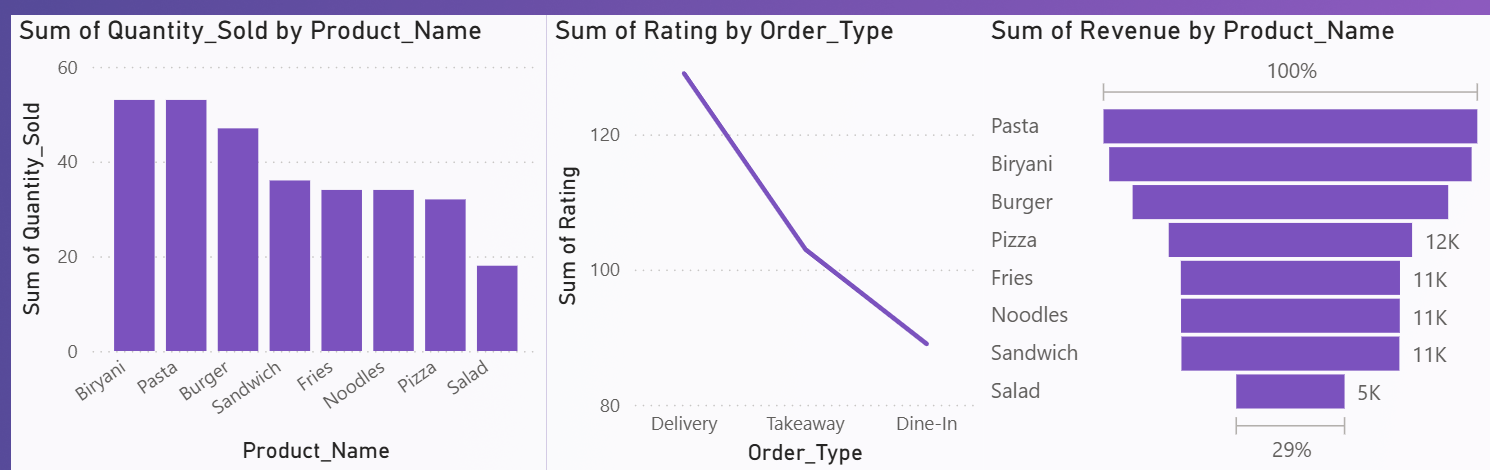 Sum of Quantity_Sold by Product_Name
60
40
20
0
Sum of Quantity_Sold
Biryani
Pasta
Burger
Sandwich
Fries
Noodles
Pizza
Salad
Product_Name
Sum of Rating by Order_Type
120
100
80
Sum of Rating
Delivery
Takeaway
Dine-In
Order_Type
Sum of Revenue by Product_Name
100%
Pasta
Biryani
Burger
Pizza 12K
Fries 11K
Noodles 11K
Sandwich 11K
Salad 5K
29%